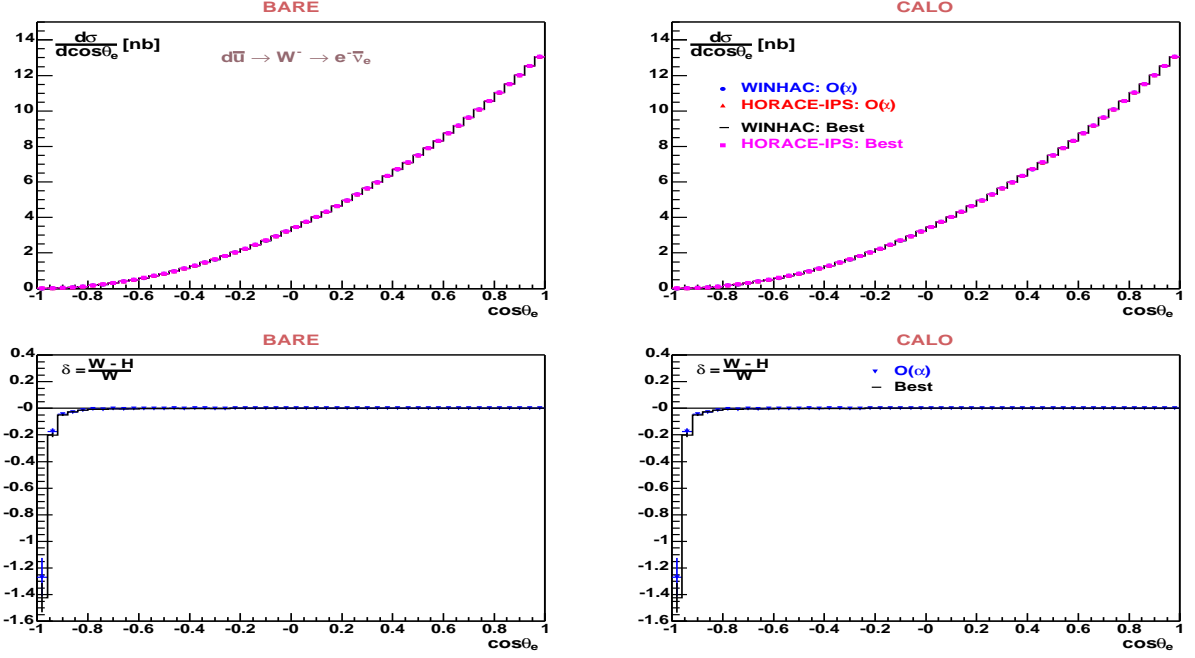 BARE
dσ/dcosθe [nb]
du̅ → W- → e-ν̅e
14
12
10
8
6
4
2
0
-1 -0.8 -0.6 -0.4 -0.2 -0 0.2 0.4 0.6 0.8 1
cosθe
CALO
dσ/dcosθe [nb]
WINHAC: O(α)
HORACE-IPS: O(α)
WINHAC: Best
HORACE-IPS: Best
14
12
10
8
6
4
2
0
-1 -0.8 -0.6 -0.4 -0.2 -0 0.2 0.4 0.6 0.8 1
cosθe
BARE
δ = W - H / W
0.4
0.2
-0
-0.2
-0.4
-0.6
-0.8
-1
-1.2
-1.4
-1.6
-1 -0.8 -0.6 -0.4 -0.2 -0 0.2 0.4 0.6 0.8 1
cosθe
CALO
δ = W - H / W
O(α)
Best
0.4
0.2
-0
-0.2
-0.4
-0.6
-0.8
-1
-1.2
-1.4
-1.6
-1 -0.8 -0.6 -0.4 -0.2 -0 0.2 0.4 0.6 0.8 1
cosθe